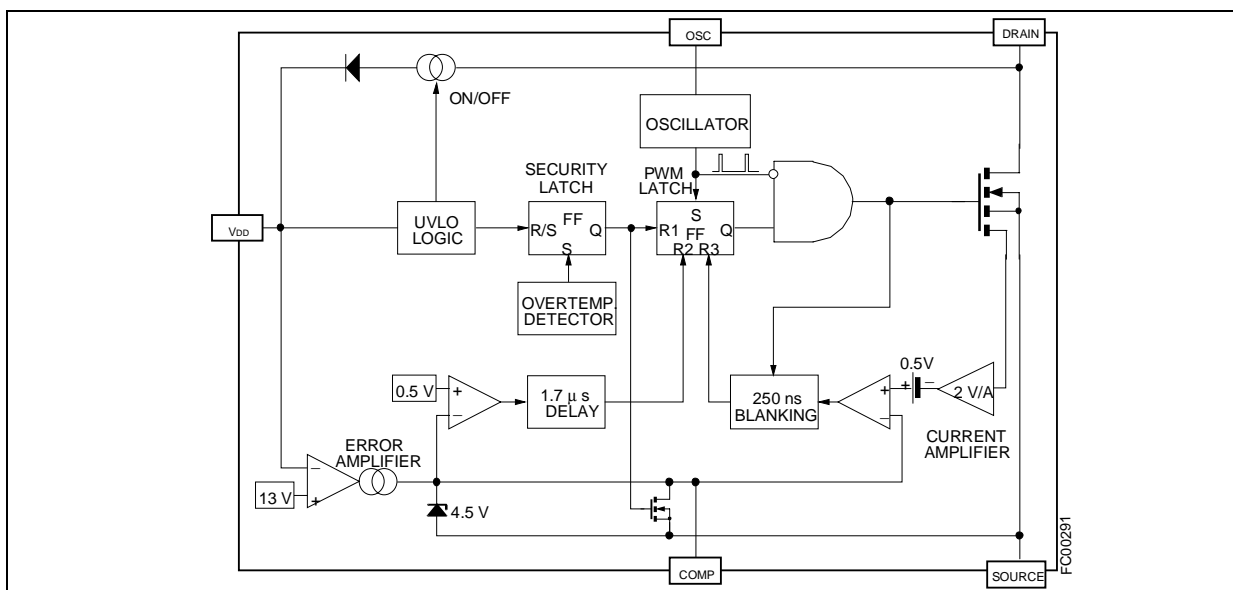 OSC
DRAIN
ON/OFF
OSCILLATOR
SECURITY
LATCH
PWM
LATCH
VDD
UVLO
LOGIC
R/S
FF
Q
S
R1
S
FF
Q
R2 R3
OVERTEMP.
DETECTOR
0.5 V
+
−
1.7 μ s
DELAY
250 ns
BLANKING
+
−
0.5V
+
−
2 V/A
CURRENT
AMPLIFIER
ERROR
AMPLIFIER
−
+
13 V
4.5 V
COMP
SOURCE
FC00291